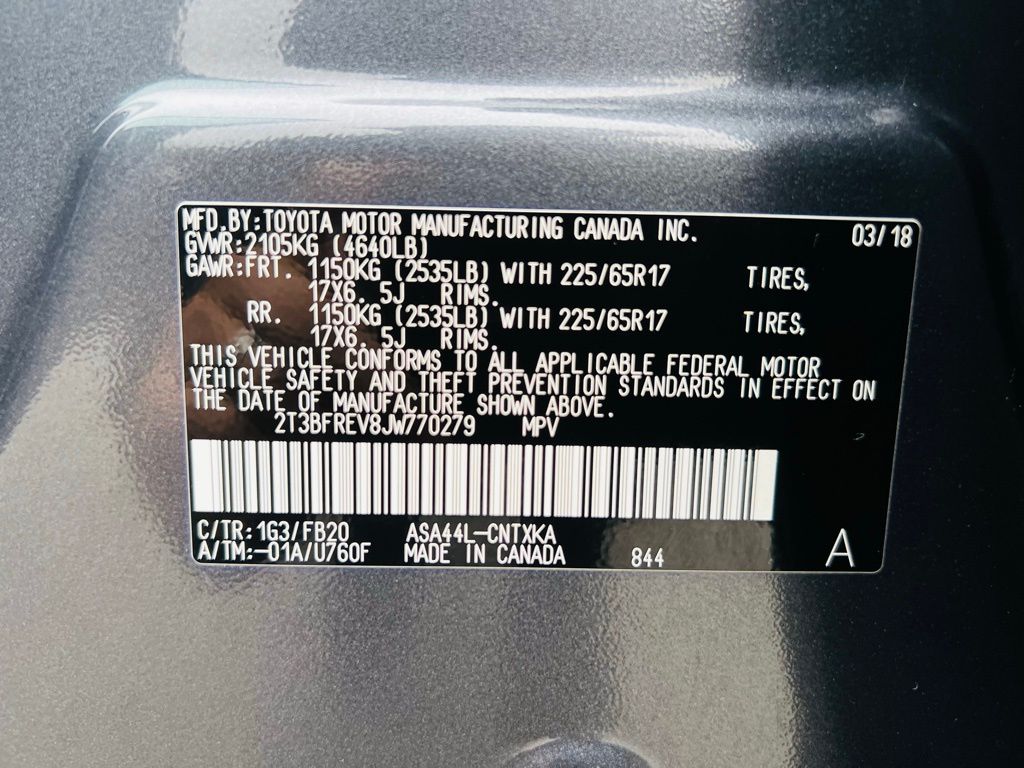 MFD.BY:TOYOTA MOTOR MANUFACTURING CANADA INC. 03/18
GVWR:2105KG (4640LB)
GAWR:FRT. 1150KG (2535LB) WITH 225/65R17 TIRES,
17X6. 5J RIMS.
RR. 1150KG (2535LB) WITH 225/65R17 TIRES,
17X6. 5J RIMS.
THIS VEHICLE CONFORMS TO ALL APPLICABLE FEDERAL MOTOR
VEHICLE SAFETY AND THEFT PREVENTION STANDARDS IN EFFECT ON
THE DATE OF MANUFACTURE SHOWN ABOVE.
2T3BFREV8JW770279 MPV
C/TR:1G3/FB20 ASA44L-CNTXKA
A/TM:-01A/U760F MADE IN CANADA 844 A